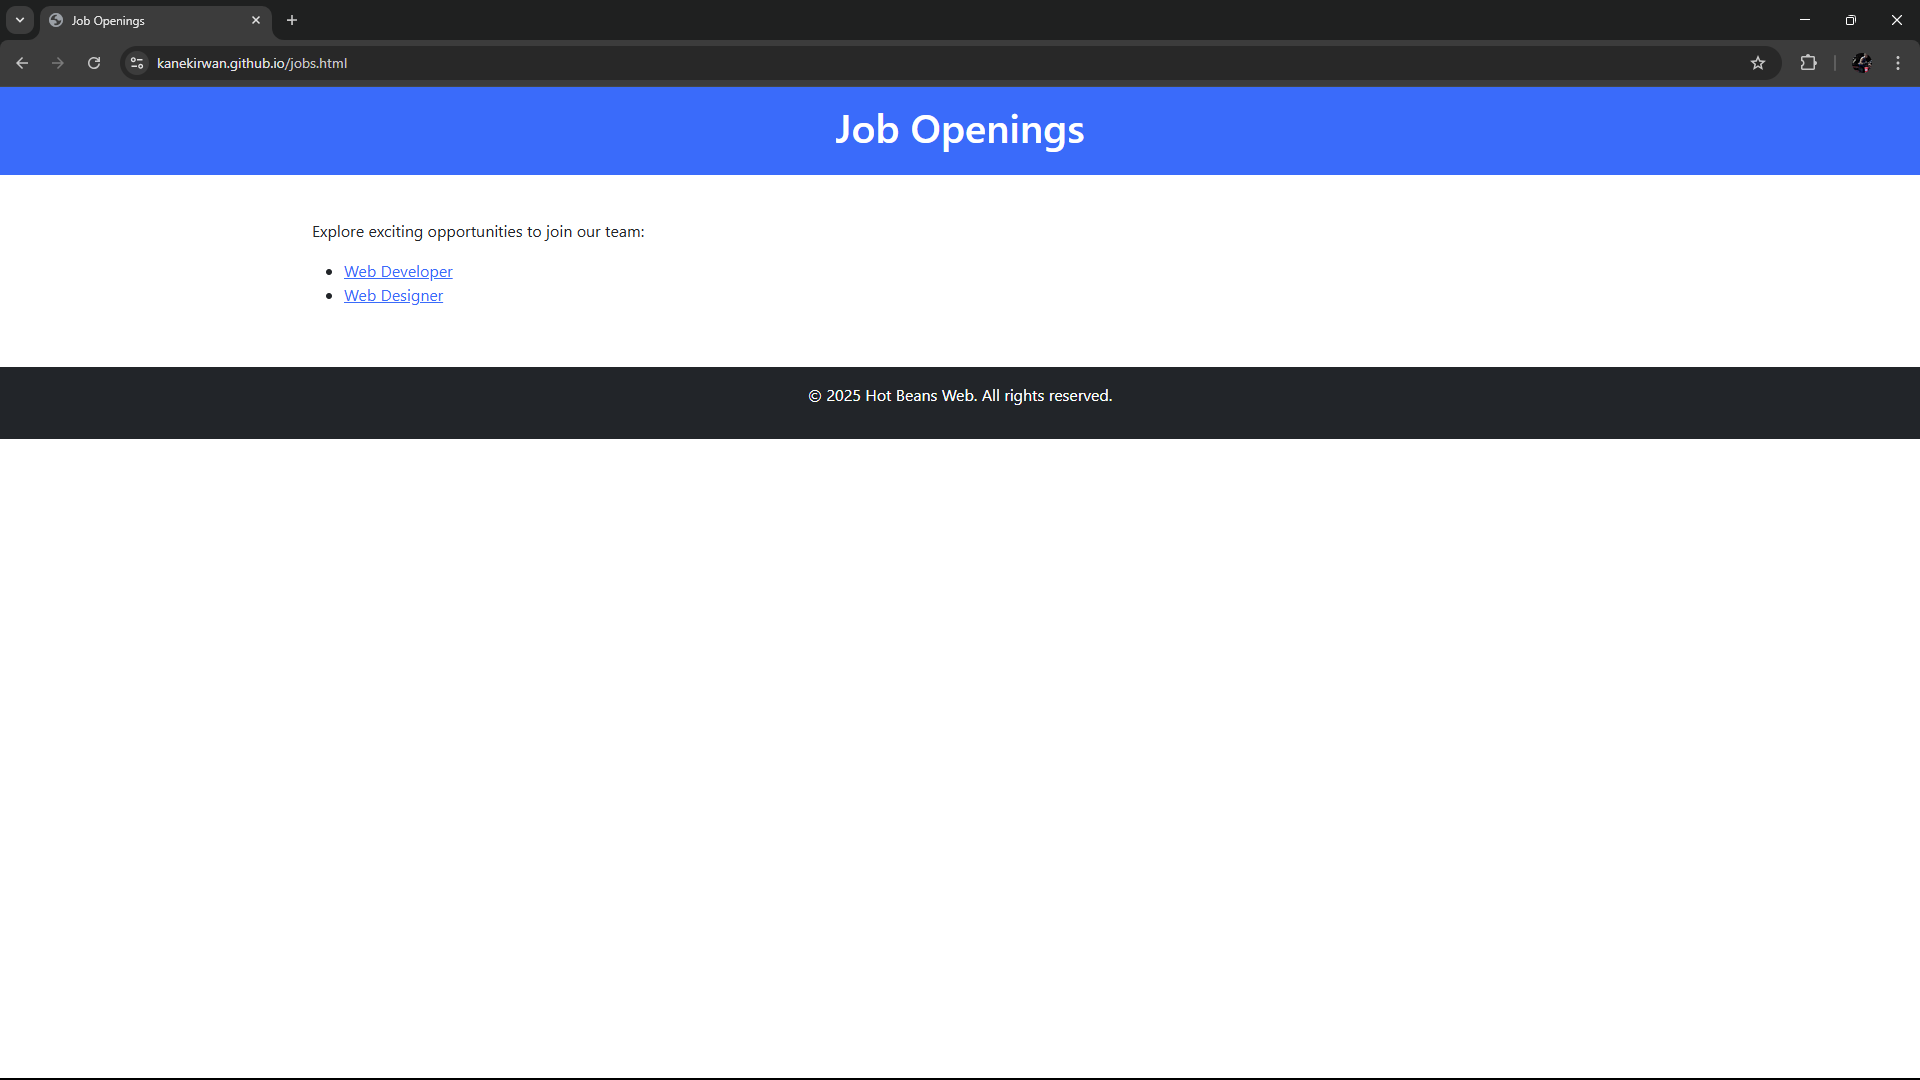 Job Openings
kanekirwan.github.io/jobs.html
Job Openings
Explore exciting opportunities to join our team:
Web Developer
Web Designer
© 2025 Hot Beans Web. All rights reserved.